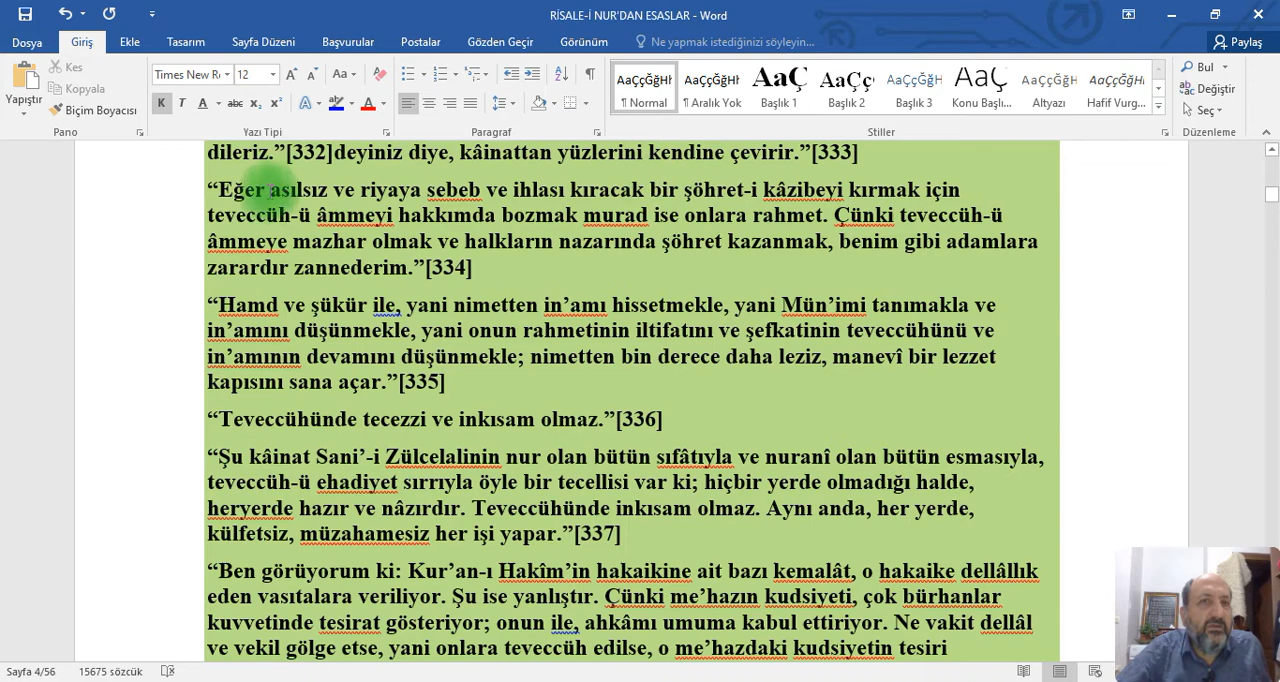 RİSALE-İ NUR'DAN ESASLAR - Word
Dosya Giriş Ekle Tasarım Sayfa Düzeni Başvurular Postalar Gözden Geçir Görünüm Ne yapmak istediğinizi söyleyin... Paylaş
Yapıştır
Kes
Kopyala
Biçim Boyacısı
Pano
Times New Ro 12
Yazı Tipi
Paragraf
AaÇçĞğHł AaÇçĞğHł AaÇ AaÇç AaÇçĞğH AaÇ AaÇçĞğH AaÇçĞğHł
¶ Normal ¶ Aralık Yok Başlık 1 Başlık 2 Başlık 3 Konu Başlı... Altyazı Hafif Vurg...
Stiller
Bul
Değiştir
Seç
Düzenleme
dileriz.”[332]deyiniz diye, kâinattan yüzlerini kendine çevirir.”[333]
“Eğer asılsız ve riyaya sebeb ve ihlası kıracak bir şöhret-i kâzibeyi kırmak için
teveccüh-ü âmmeyi hakkımda bozmak murad ise onlara rahmet. Çünki teveccüh-ü
âmmeye mazhar olmak ve halkların nazarında şöhret kazanmak, benim gibi adamlara
zarardır zannederim.”[334]
“Hamd ve şükür ile, yani nimetten in’amı hissetmekle, yani Mün’imi tanımakla ve
in’amını düşünmekle, yani onun rahmetinin iltifatını ve şefkatinin teveccühünü ve
in’amının devamını düşünmekle; nimetten bin derece daha leziz, manevî bir lezzet
kapısını sana açar.”[335]
“Teveccühünde tecezzi ve inkısam olmaz.”[336]
“Şu kâinat Sani’-i Zülcelalinin nur olan bütün sıfâtıyla ve nuranî olan bütün esmasıyla,
teveccüh-ü ehadiyet sırrıyla öyle bir tecellisi var ki; hiçbir yerde olmadığı halde,
heryerde hazır ve nâzırdır. Teveccühünde inkısam olmaz. Aynı anda, her yerde,
külfetsiz, müzahamesiz her işi yapar.”[337]
“Ben görüyorum ki: Kur’an-ı Hakîm’in hakaikine ait bazı kemalât, o hakaike dellâllık
eden vasıtalara veriliyor. Şu ise yanlıştır. Çünki me’hazın kudsiyeti, çok bürhanlar
kuvvetinde tesirat gösteriyor; onun ile, ahkâmı umuma kabul ettiriyor. Ne vakit dellâl
ve vekil gölge etse, yani onlara teveccüh edilse, o me’hazdaki kudsiyetin tesiri
Sayfa 4/56 15675 sözcük